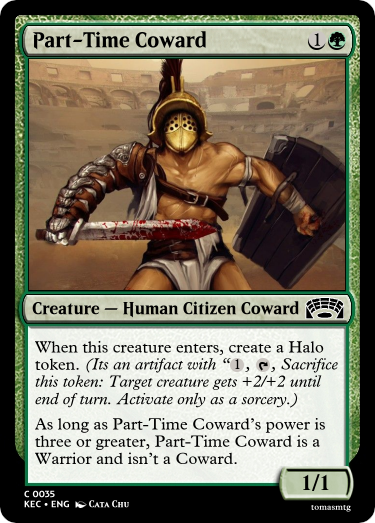 Part-Time Coward 1
Creature — Human Citizen Coward
When this creature enters, create a Halo
token. (Its an artifact with “1, , Sacrifice
this token: Target creature gets +2/+2 until
end of turn. Activate only as a sorcery.)
As long as Part-Time Coward's power is
three or greater, Part-Time Coward is a
Warrior and isn't a Coward.
1/1
C 0035
KEC • ENG Cata Chu
tomasmtg